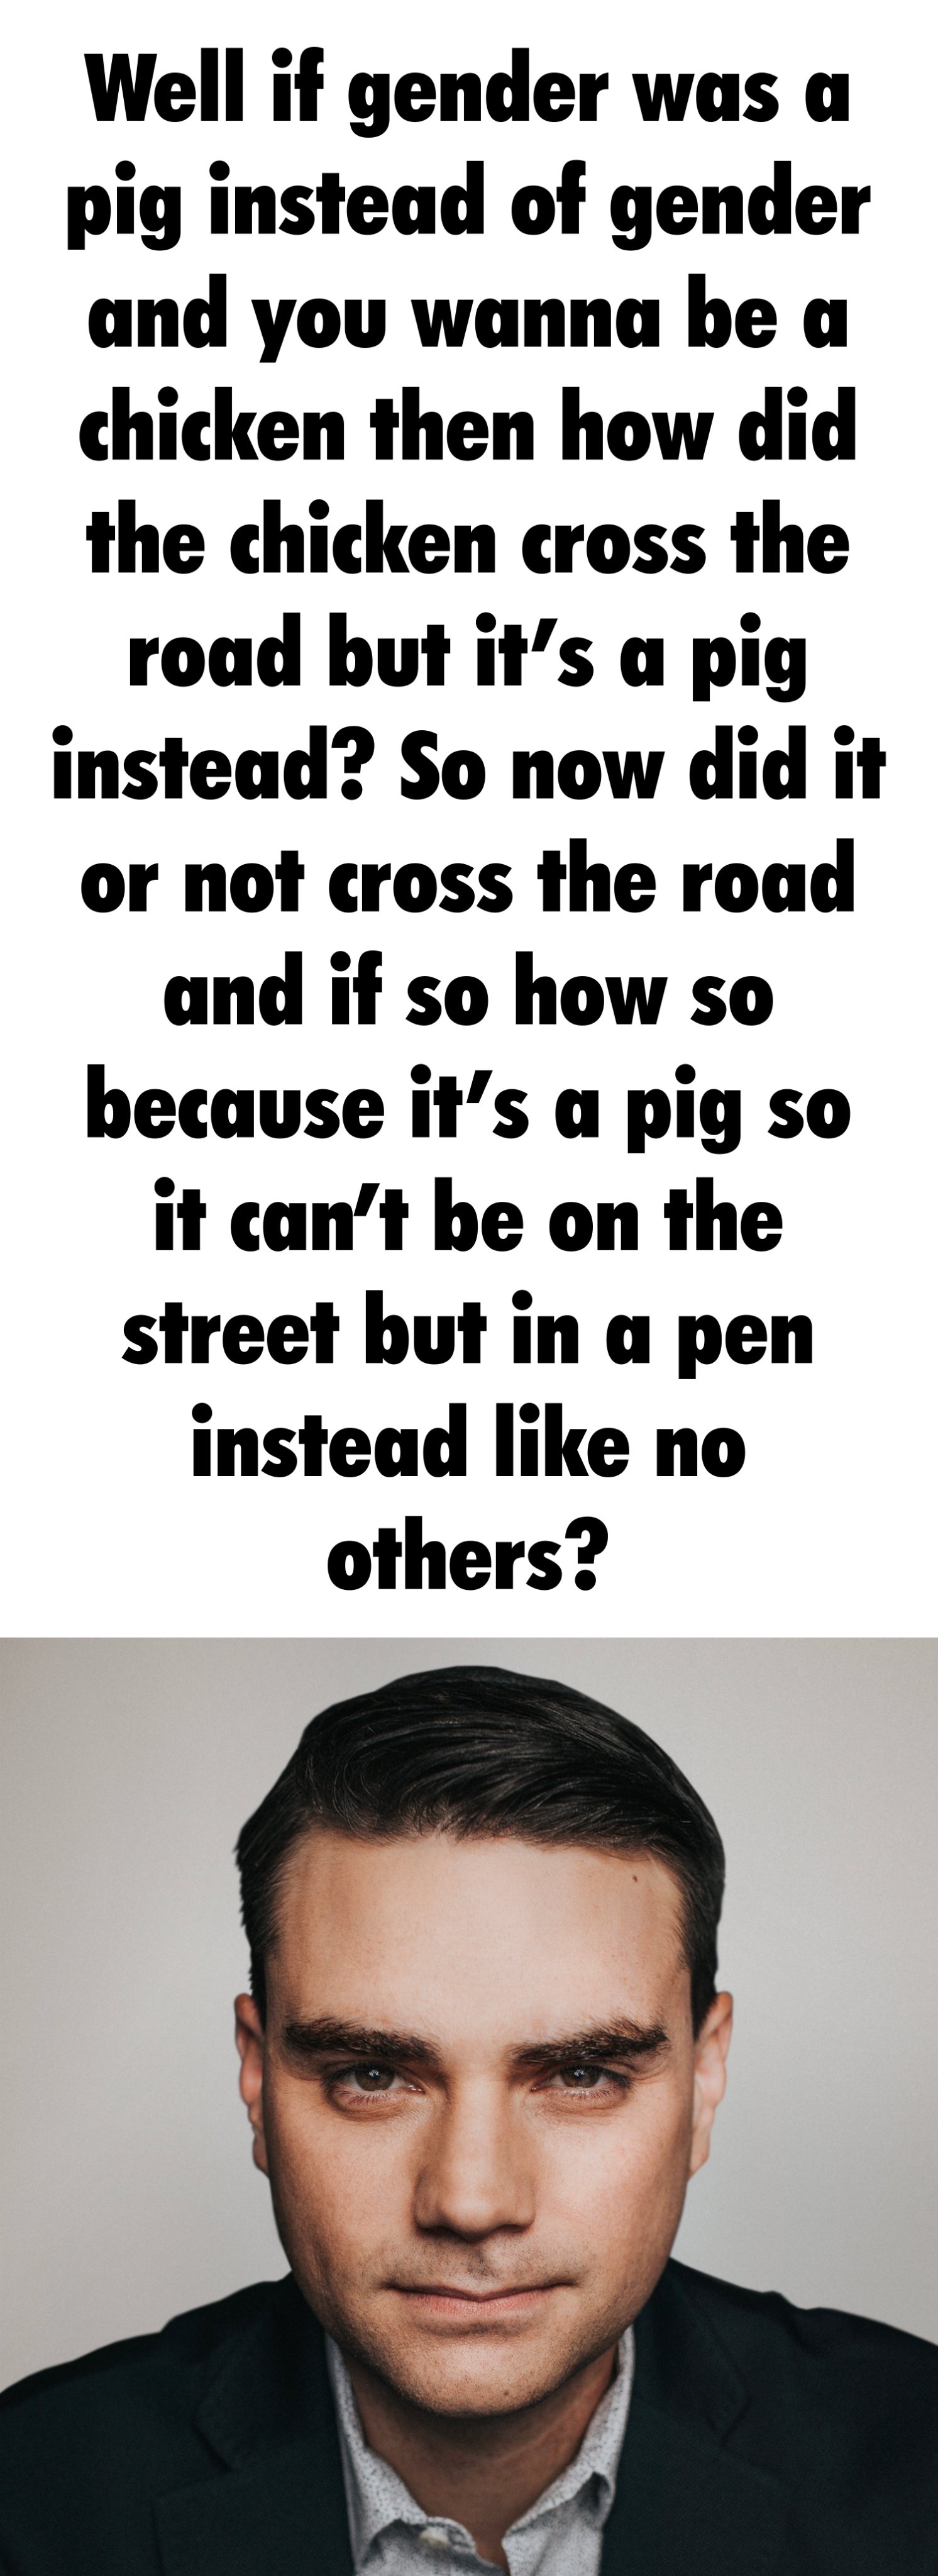 Well if gender was a
pig instead of gender
and you wanna be a
chicken then how did
the chicken cross the
road but it’s a pig
instead? So now did it
or not cross the road
and if so how so
because it’s a pig so
it can’t be on the
street but in a pen
instead like no
others?